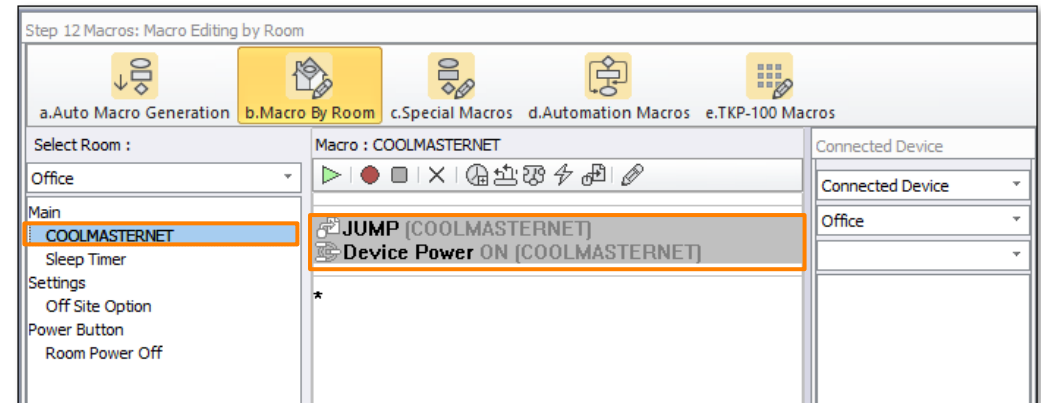 Step 12 Macros: Macro Editing by Room
a.Auto Macro Generation b.Macro By Room c.Special Macros d.Automation Macros e.TKP-100 Macros
Select Room :
Office
Main
COOLMASTERNET
Sleep Timer
Settings
Off Site Option
Power Button
Room Power Off
Macro : COOLMASTERNET
JUMP (COOLMASTERNET)
Device Power ON (COOLMASTERNET)
*
Connected Device
Connected Device
Office